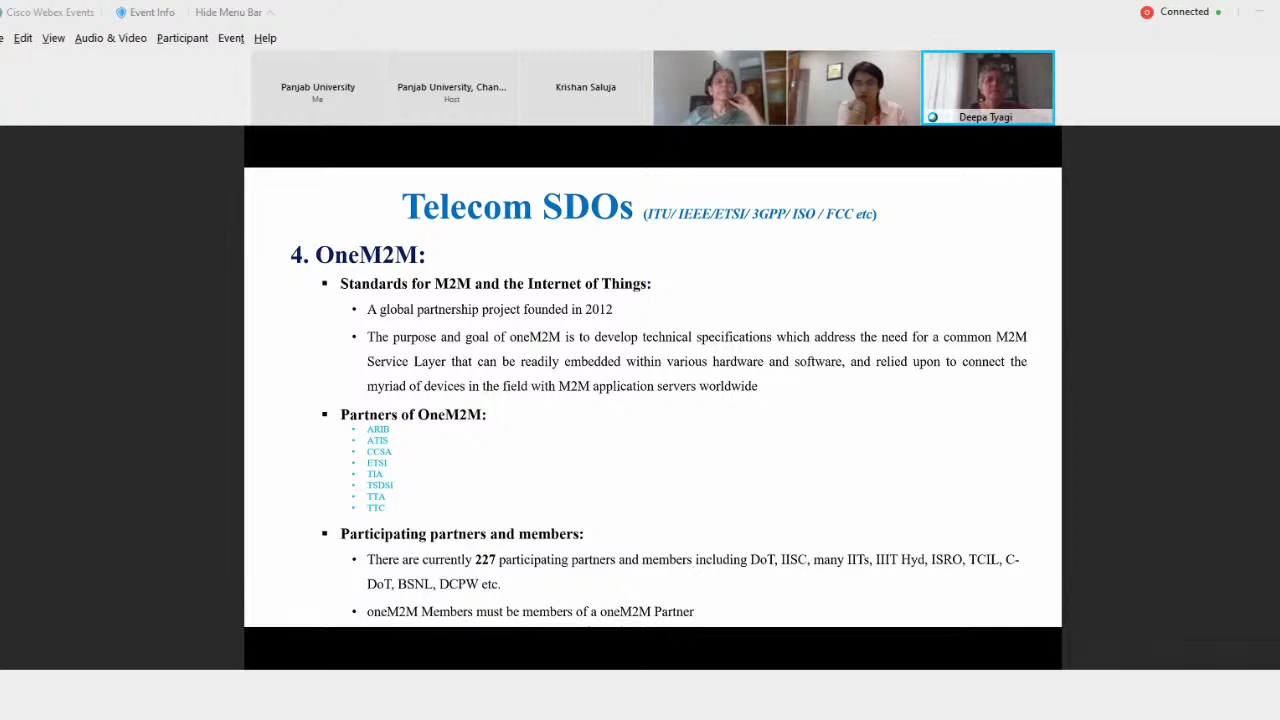 Cisco Webex Events Event Info Hide Menu Bar Connected
Edit View Audio & Video Participant Event Help
Panjab University Panjab University, Chan... Krishan Saluja
Me Host
Deepa Tyagi
Telecom SDOs (ITU/ IEEE/ETSI/ 3GPP/ ISO / FCC etc)
4. OneM2M:
▪ Standards for M2M and the Internet of Things:
• A global partnership project founded in 2012
• The purpose and goal of oneM2M is to develop technical specifications which address the need for a common M2M
Service Layer that can be readily embedded within various hardware and software, and relied upon to connect the
myriad of devices in the field with M2M application servers worldwide
▪ Partners of OneM2M:
• ARIB
• ATIS
• CCSA
• ETSI
• TIA
• TSDSI
• TTA
• TTC
▪ Participating partners and members:
• There are currently 227 participating partners and members including DoT, IISC, many IITs, IIIT Hyd, ISRO, TCIL, C-
DoT, BSNL, DCPW etc.
• oneM2M Members must be members of a oneM2M Partner